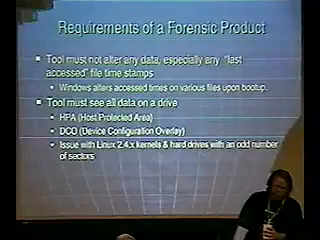 Requirements of a Forensic Product
Tool must not alter any data, especially any "last
accessed" file time stamps
Windows alters accessed times on various files upon bootup.
Tool must see all data on a drive
HPA (Host Protected Area)
DCO (Device Configuration Overlay)
Issue with Linux 2.4.x kernels & hard drives with an odd number
of sectors